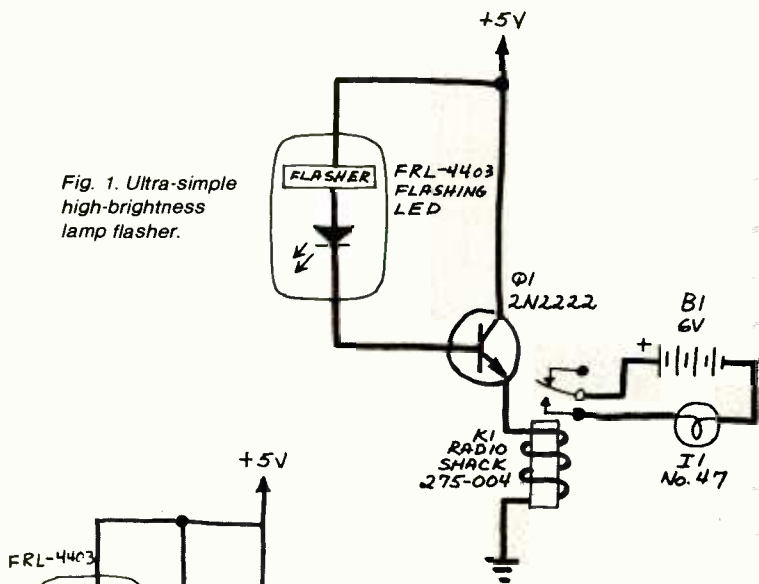 +5V
Fig. 1. Ultra-simple
high-brightness
lamp flasher.
FLASHER
FRL-4403
FLASHING
LED
Q1
2N2222
B1
6V
+
K1
RADIO
SHACK
275-004
I1
No. 47
+5V
FRL-4403